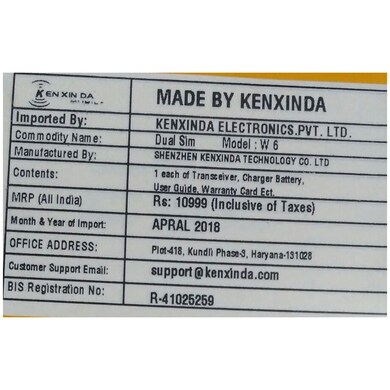 KENXINDA
MOBILE
MADE BY KENXINDA
Imported By: KENXINDA ELECTRONICS.PVT. LTD.
Commodity Name: Dual Sim Model: W 6
Manufactured By: SHENZHEN KENXINDA TECHNOLOGY CO. LTD
Contents: 1 each of Transceiver, Charger Battery,
User Guide, Warranty Card Ect.
MRP (All India) Rs: 10999 (Inclusive of Taxes)
Month & Year of Import: APRAL 2018
OFFICE ADDRESS: Plot-418, Kundli Phase-3, Haryana-131028
Customer Support Email: support@kenxinda.com
BIS Registration No: R-41025259